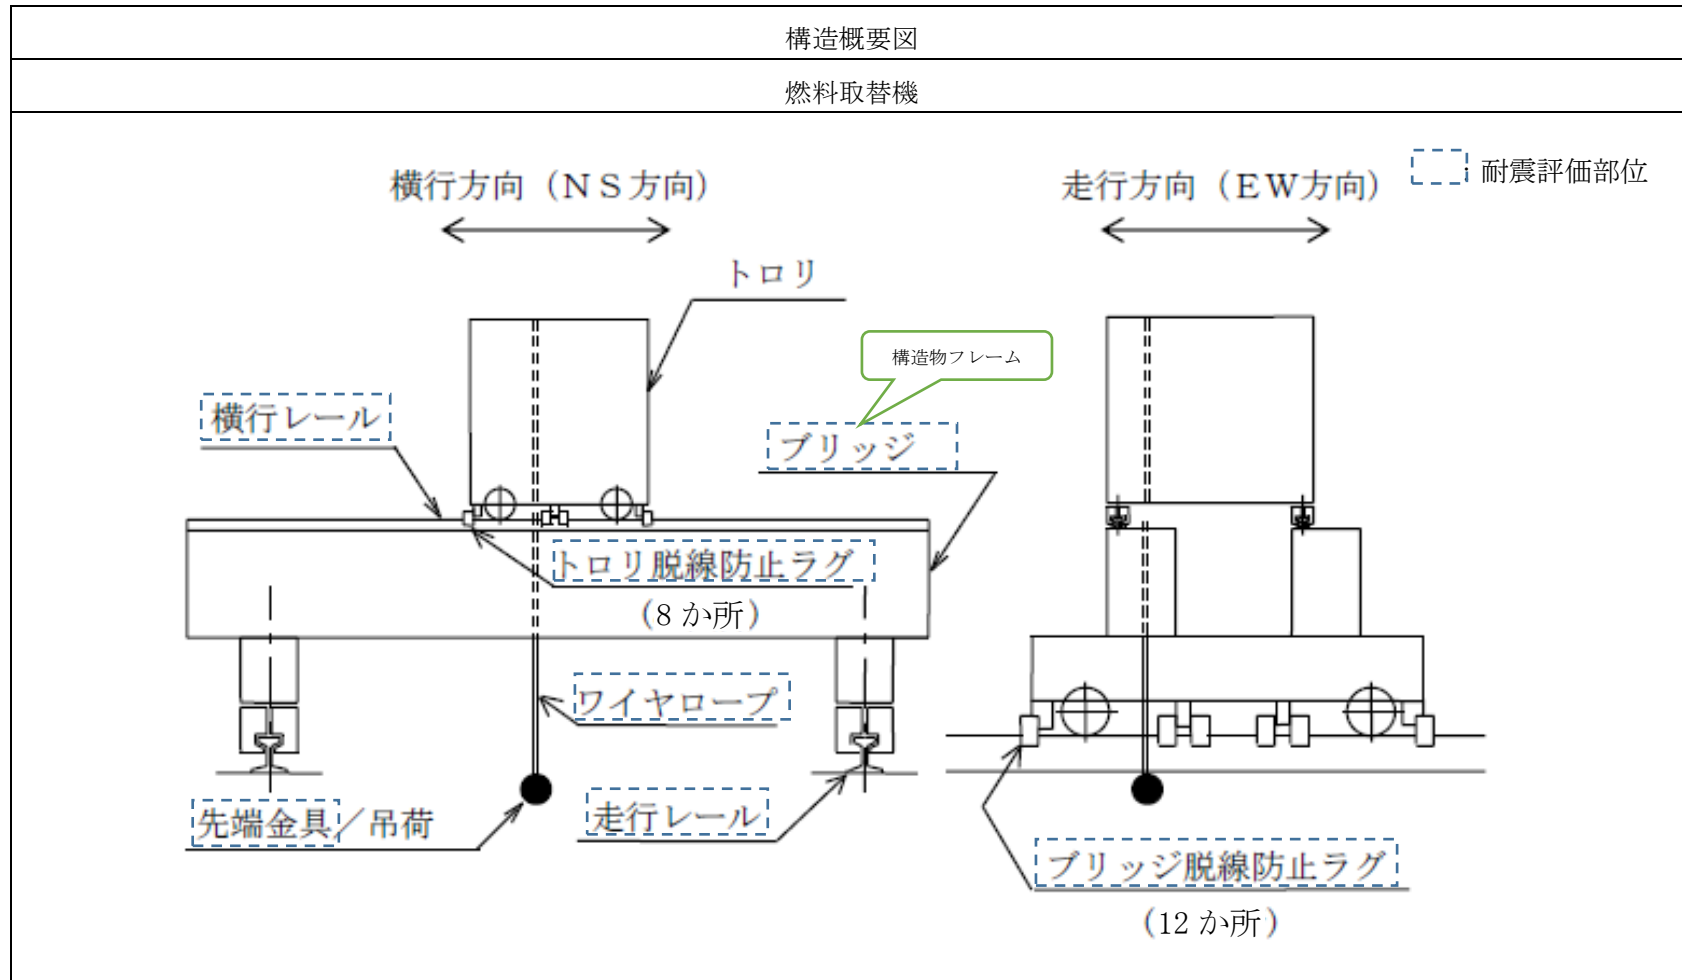 構造概要図
燃料取替機
耐震評価部位
横行方向（ＮＳ方向）
走行方向（ＥＷ方向）
トロリ
構造物フレーム
横行レール
ブリッジ
トロリ脱線防止ラグ
（8 か所）
ワイヤロープ
先端金具／吊荷
走行レール
ブリッジ脱線防止ラグ
（12 か所）